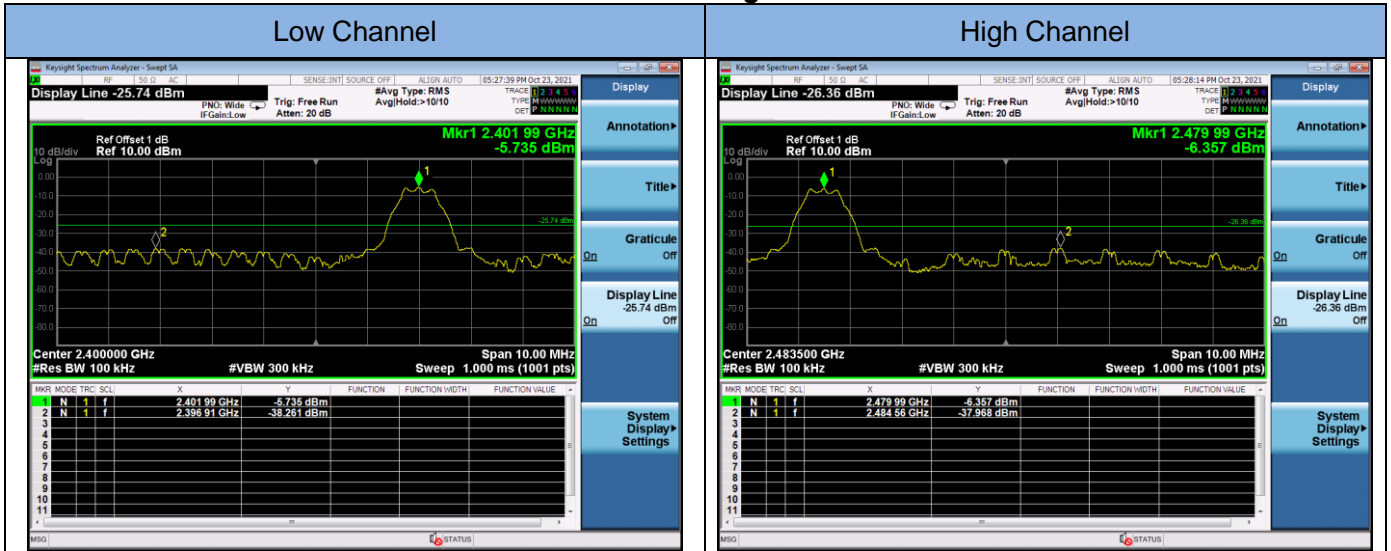 Low Channel
High Channel
Keysight Spectrum Analyzer - Swept SA
LXI RF 50 Ω AC SENSE:INT SOURCE OFF ALIGN AUTO 05:27:39 PM Oct 23, 2021
Display Line -25.74 dBm
#Avg Type: RMS
TRACE 1 2 3 4 5 6
PNO: Wide
Trig: Free Run
Avg|Hold:>10/10
TYPE M WWWWW
IFGain:Low
Atten: 20 dB
DET P N N N N N
Mkr1 2.401 99 GHz
-5.735 dBm
Ref Offset 1 dB
10 dB/div Ref 10.00 dBm
Log
0.00
-10.0
-20.0
-30.0
-40.0
-50.0
-60.0
-70.0
-80.0
1
2
-25.74 dBm
Center 2.400000 GHz
Span 10.00 MHz
#Res BW 100 kHz
#VBW 300 kHz
Sweep 1.000 ms (1001 pts)
MKR MODE TRC SCL X Y FUNCTION FUNCTION WIDTH FUNCTION VALUE
1 N 1 f 2.401 99 GHz -5.735 dBm
2 N 1 f 2.396 91 GHz -38.261 dBm
3
4
5
6
7
8
9
10
11
MSG
STATUS
Display
Annotation
Title
Graticule
On Off
Display Line
-25.74 dBm
On Off
System
Display
Settings
Keysight Spectrum Analyzer - Swept SA
LXI RF 50 Ω AC SENSE:INT SOURCE OFF ALIGN AUTO 05:28:14 PM Oct 23, 2021
Display Line -26.36 dBm
#Avg Type: RMS
TRACE 1 2 3 4 5 6
PNO: Wide
Trig: Free Run
Avg|Hold:>10/10
TYPE M WWWWW
IFGain:Low
Atten: 20 dB
DET P N N N N N
Mkr1 2.479 99 GHz
-6.357 dBm
Ref Offset 1 dB
10 dB/div Ref 10.00 dBm
Log
0.00
-10.0
-20.0
-30.0
-40.0
-50.0
-60.0
-70.0
-80.0
1
2
-26.36 dBm
Center 2.483500 GHz
Span 10.00 MHz
#Res BW 100 kHz
#VBW 300 kHz
Sweep 1.000 ms (1001 pts)
MKR MODE TRC SCL X Y FUNCTION FUNCTION WIDTH FUNCTION VALUE
1 N 1 f 2.479 99 GHz -6.357 dBm
2 N 1 f 2.484 56 GHz -37.968 dBm
3
4
5
6
7
8
9
10
11
MSG
STATUS
Display
Annotation
Title
Graticule
On Off
Display Line
-26.36 dBm
On Off
System
Display
Settings